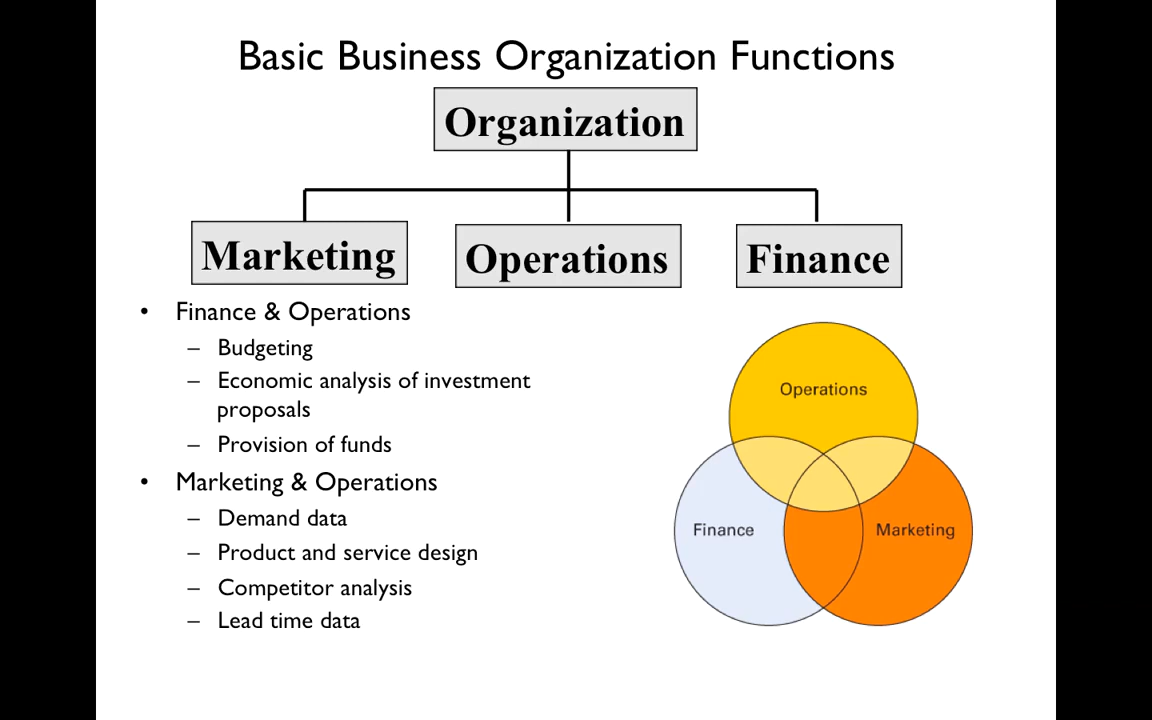 Basic Business Organization Functions
Organization
Marketing
Operations
Finance
• Finance & Operations
– Budgeting
– Economic analysis of investment
proposals
– Provision of funds
• Marketing & Operations
– Demand data
– Product and service design
– Competitor analysis
– Lead time data
Operations
Finance
Marketing